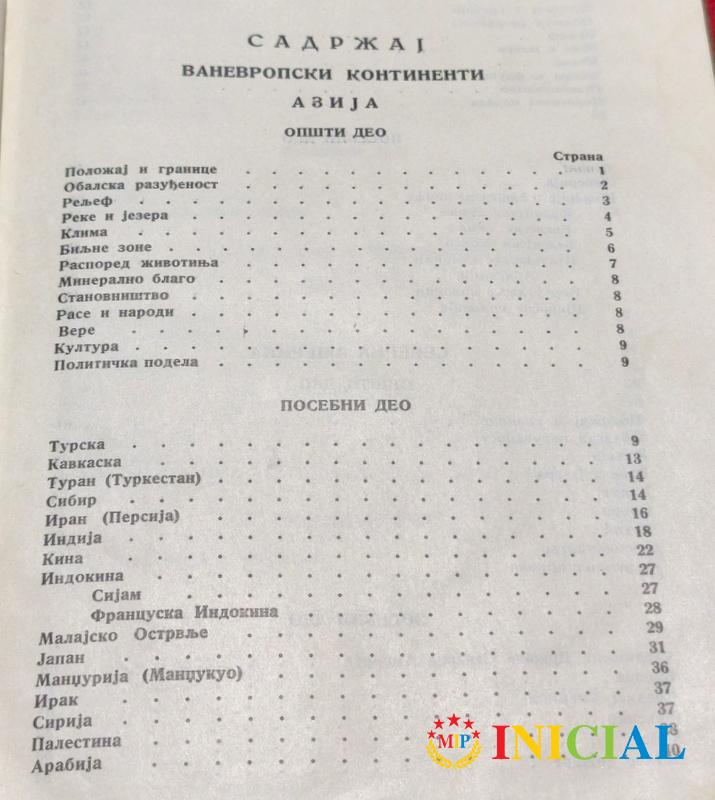 САДРЖАЈ
ВАНЕВРОПСКИ КОНТИНЕНТИ
АЗИЈА
ОПШТИ ДЕО
Страна
Положај и границе . . . . . . . . . . . . 1
Обалска разуђеност . . . . . . . . . . . . 2
Рељеф . . . . . . . . . . . . . . . 3
Реке и језера . . . . . . . . . . . . . 4
Клима . . . . . . . . . . . . . . . 5
Биљне зоне . . . . . . . . . . . . . . 6
Распоред животиња . . . . . . . . . . . . 7
Минерално благо . . . . . . . . . . . . . 8
Становништво . . . . . . . . . . . . . . 8
Расе и народи . . . . . . . . . . . . . 8
Вере . . . . . . . . . . . . . . . . 8
Култура . . . . . . . . . . . . . . . 9
Политичка подела . . . . . . . . . . . . . 9
ПОСЕБНИ ДЕО
Турска . . . . . . . . . . . . . . . 9
Кавкаска . . . . . . . . . . . . . . . 13
Туран (Туркестан) . . . . . . . . . . . . 14
Сибир . . . . . . . . . . . . . . . 14
Иран (Персија) . . . . . . . . . . . . . 16
Индија . . . . . . . . . . . . . . . 18
Кина . . . . . . . . . . . . . . . . 22
Индокина . . . . . . . . . . . . . . . 27
Сијам . . . . . . . . . . . . . . 27
Француска Индокина . . . . . . . . . . 28
Малајско Острвље . . . . . . . . . . . . 29
Јапан . . . . . . . . . . . . . . . 31
Манџурија (Манџукуо) . . . . . . . . . . . 36
Ирак . . . . . . . . . . . . . . . . 37
Сирија . . . . . . . . . . . . . . . 37
Палестина . . . . . . . . . . . . . .
Арабија . . . . . . . . . . . . . . .
MIP INICIAL